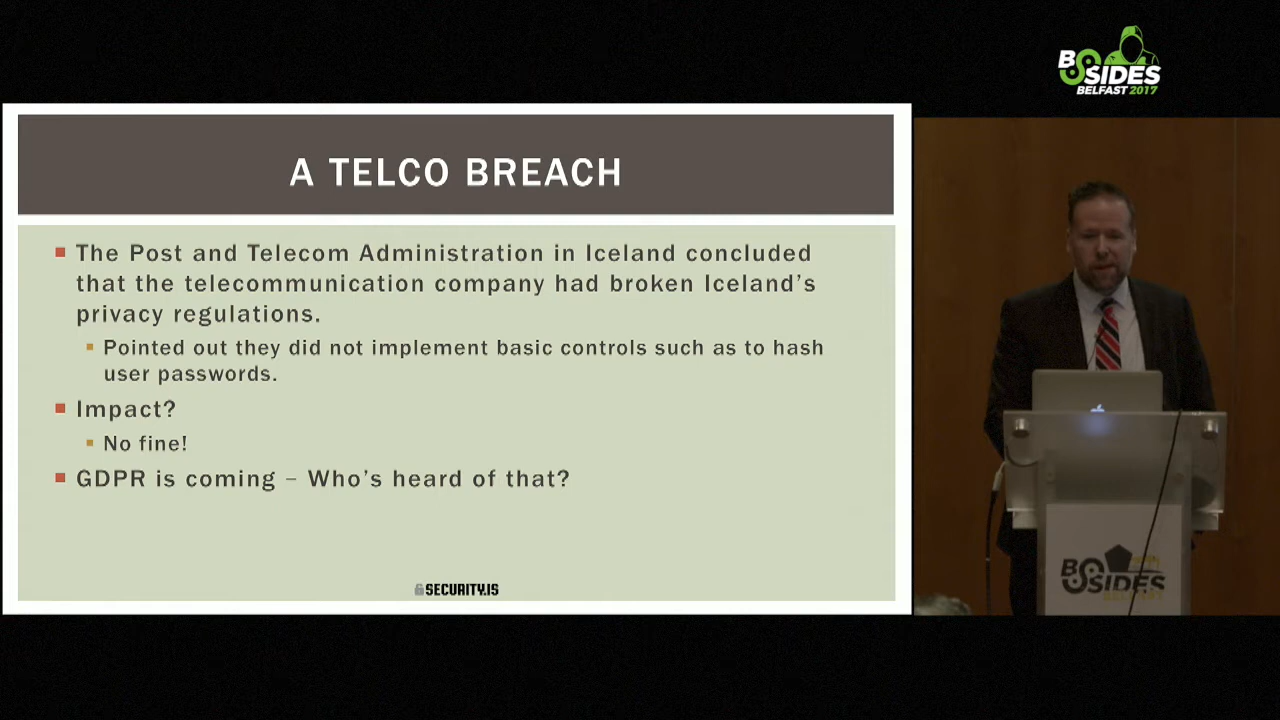 BSIDES
BELFAST 2017
A TELCO BREACH
The Post and Telecom Administration in Iceland concluded
that the telecommunication company had broken Iceland's
privacy regulations.
Pointed out they did not implement basic controls such as to hash
user passwords.
Impact?
No fine!
GDPR is coming – Who's heard of that?
SECURITY.IS
BSIDES
BELFAST